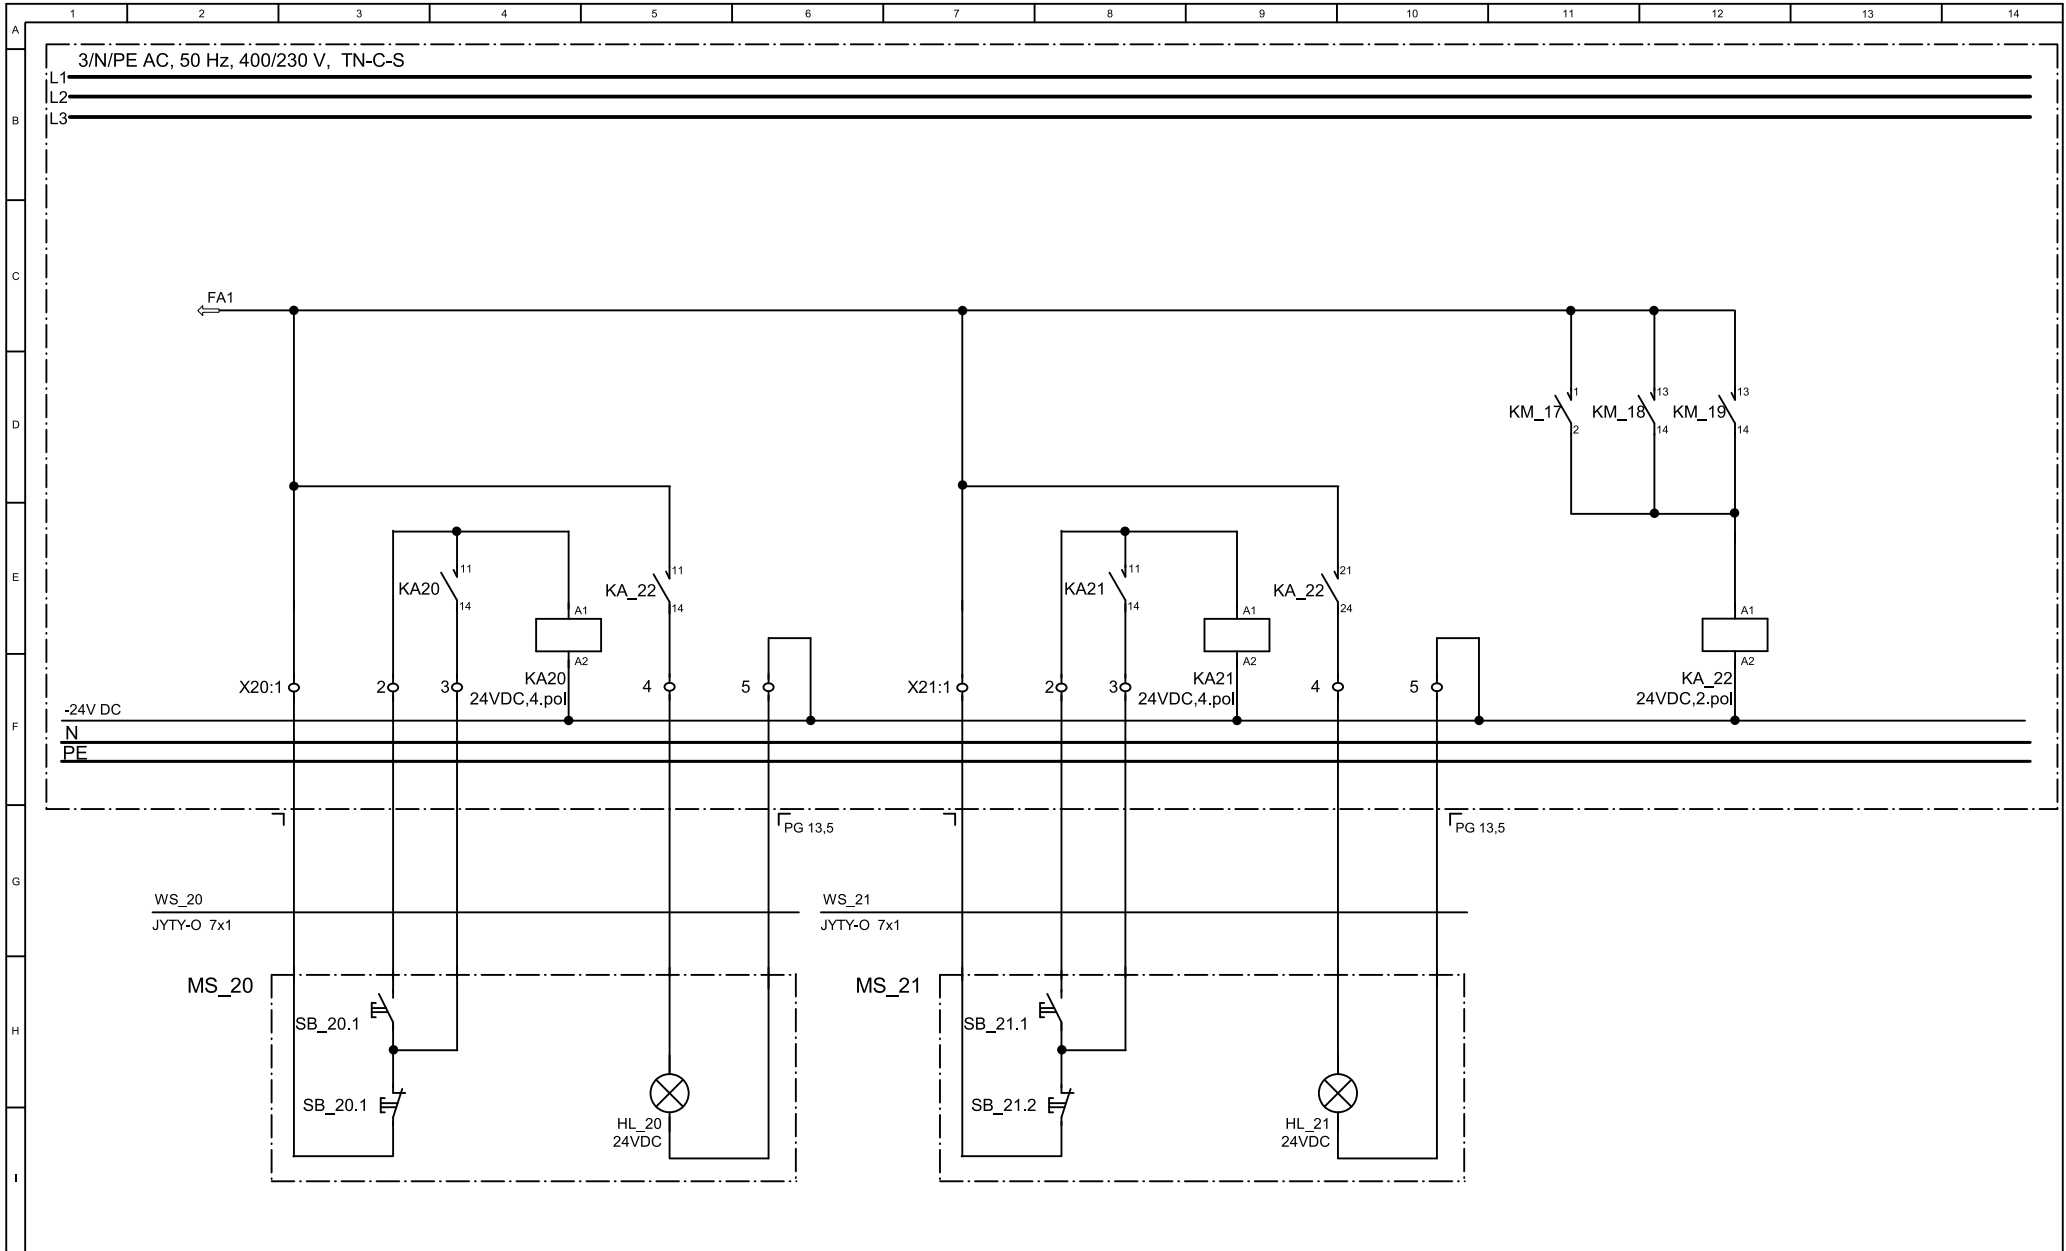 1 2 3 4 5 6 7 8 9 10 11 12 13 14
A
3/N/PE AC, 50 Hz, 400/230 V, TN-C-S
L1
L2
L3
B
C
FA1
D
KM_17 1 2
KM_18 13 14
KM_19 13 14
E
KA20 11 14
A1
A2
KA20
24VDC,4.pol
KA_22 11 14
KA21 11 14
A1
A2
KA21
24VDC,4.pol
KA_22 21 24
A1
A2
KA_22
24VDC,2.pol
X20:1 2 3 4 5
X21:1 2 3 4 5
F
-24V DC
N
PE
PG 13,5
PG 13,5
G
WS_20
JYTY-O 7x1
WS_21
JYTY-O 7x1
H
MS_20
SB_20.1
SB_20.1
HL_20
24VDC
MS_21
SB_21.1
SB_21.2
HL_21
24VDC
I